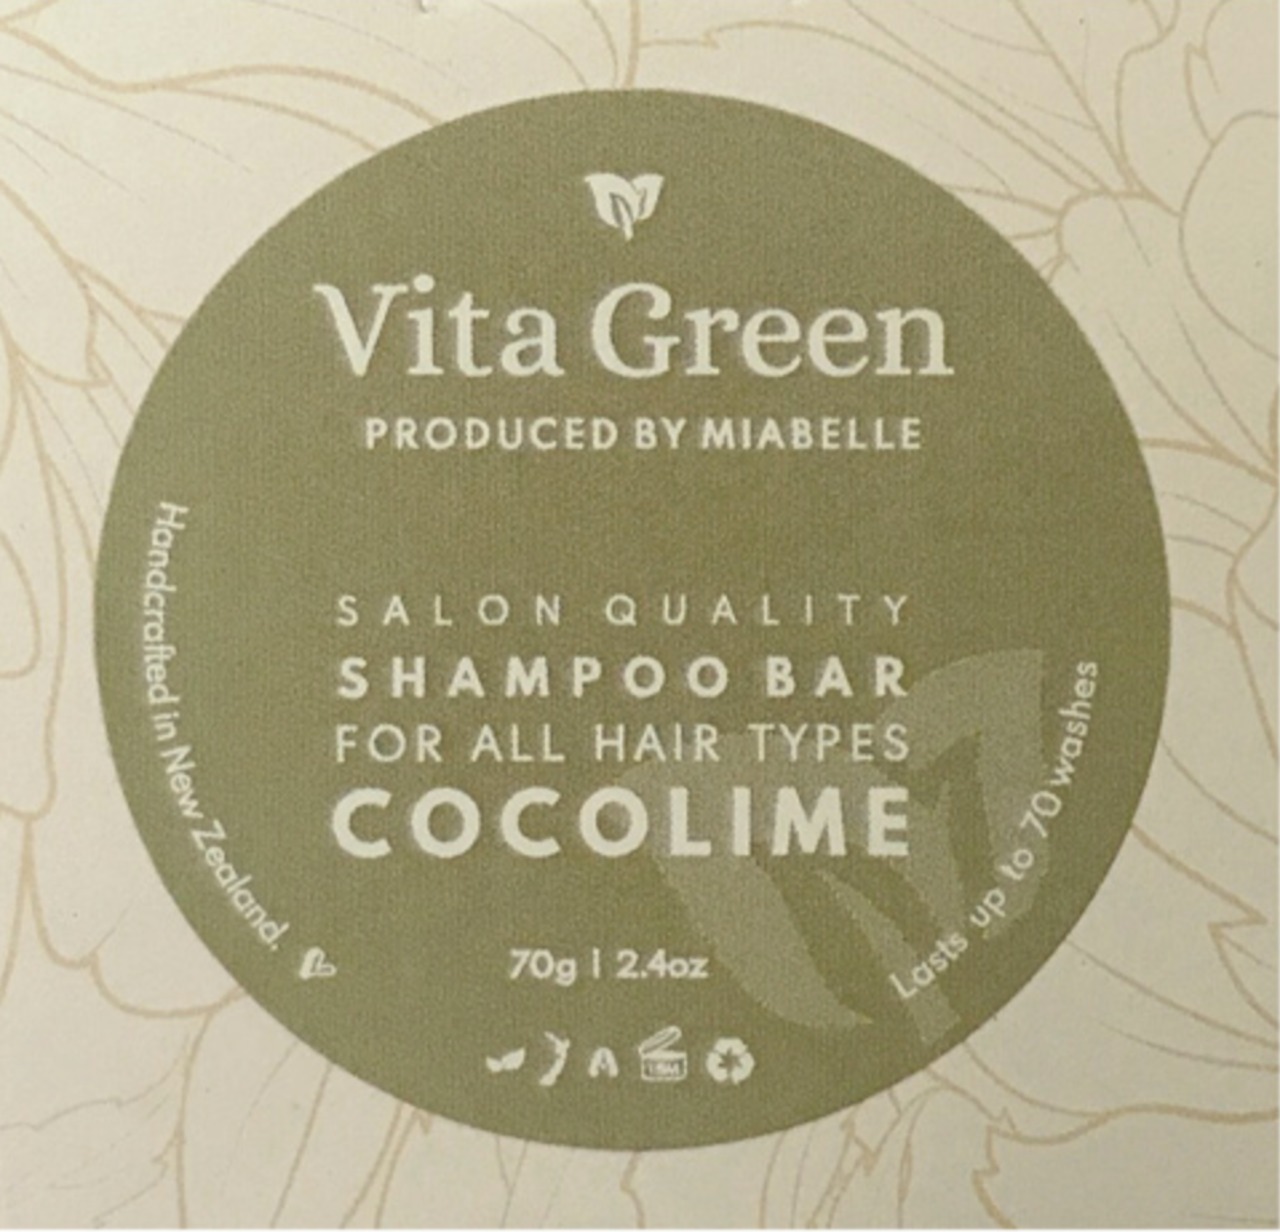 Vita Green
PRODUCED BY MIABELLE
SALON QUALITY
SHAMPOO BAR
FOR ALL HAIR TYPES
COCOLIME
70g | 2.4oz
Handcrafted in New Zealand.
Lasts up to 70 washes